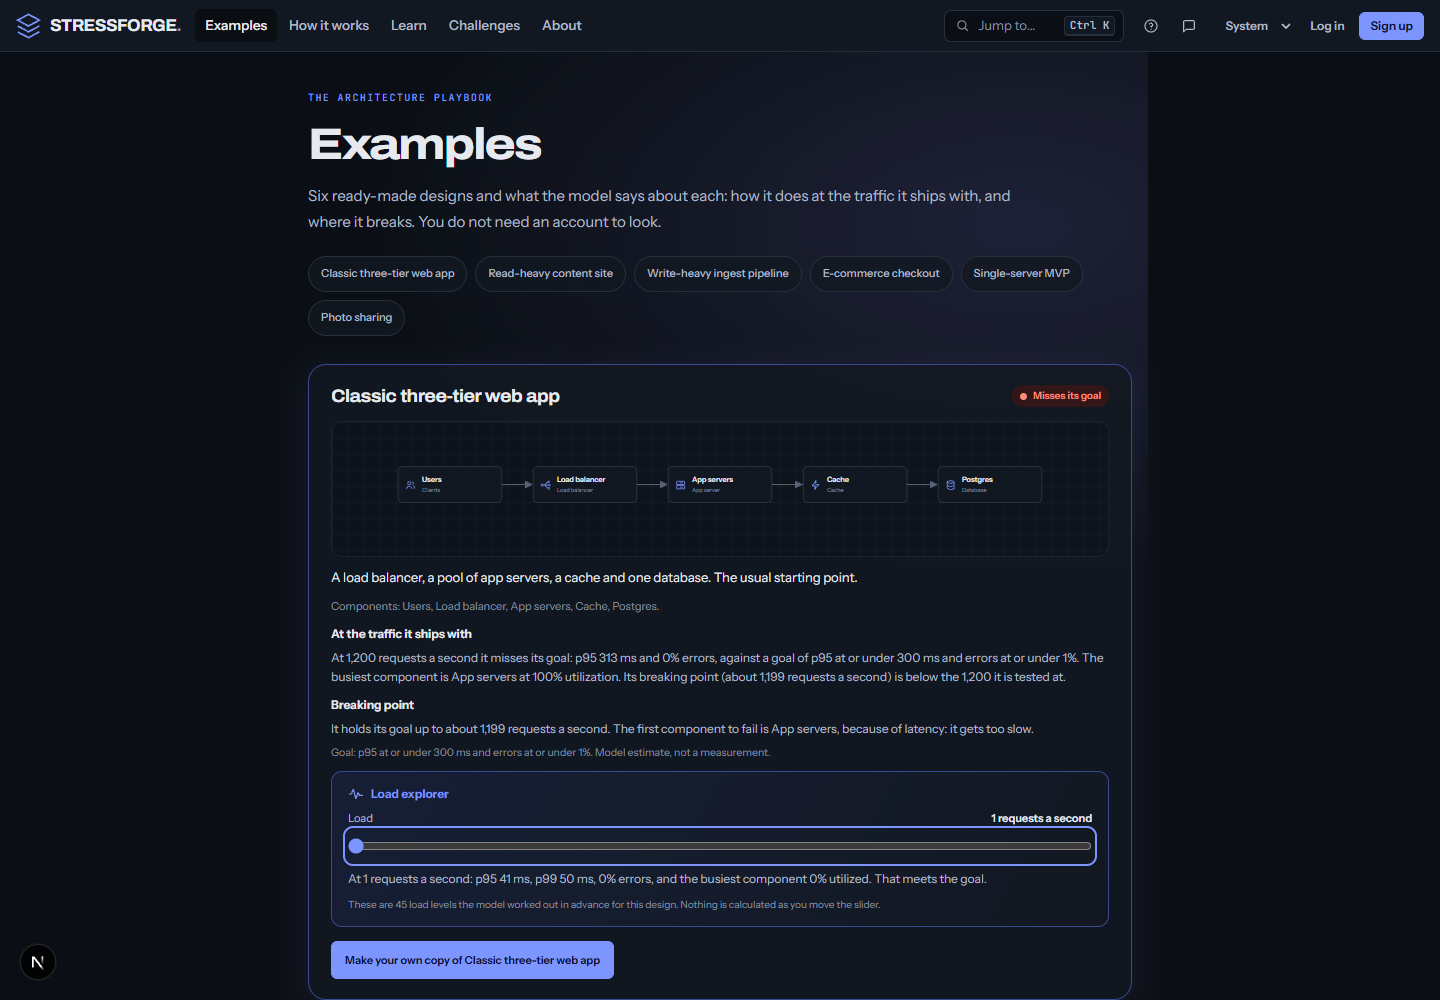 STRESSFORGE.
Examples
How it works
Learn
Challenges
About
Jump to...
Ctrl K
System
Log in
Sign up
THE ARCHITECTURE PLAYBOOK
Examples
Six ready-made designs and what the model says about each: how it does at the traffic it ships with, and
where it breaks. You do not need an account to look.
Classic three-tier web app
Read-heavy content site
Write-heavy ingest pipeline
E-commerce checkout
Single-server MVP
Photo sharing
Classic three-tier web app
Misses its goal
Users
Clients
Load balancer
Load balancer
App servers
App server
Cache
Cache
Postgres
Database
A load balancer, a pool of app servers, a cache and one database. The usual starting point.
Components: Users, Load balancer, App servers, Cache, Postgres.
At the traffic it ships with
At 1,200 requests a second it misses its goal: p95 313 ms and 0% errors, against a goal of p95 at or under 300 ms and errors at or under 1%. The
busiest component is App servers at 100% utilization. Its breaking point (about 1,199 requests a second) is below the 1,200 it is tested at.
Breaking point
It holds its goal up to about 1,199 requests a second. The first component to fail is App servers, because of latency: it gets too slow.
Goal: p95 at or under 300 ms and errors at or under 1%. Model estimate, not a measurement.
Load explorer
Load
1 requests a second
At 1 requests a second: p95 41 ms, p99 50 ms, 0% errors, and the busiest component 0% utilized. That meets the goal.
These are 45 load levels the model worked out in advance for this design. Nothing is calculated as you move the slider.
Make your own copy of Classic three-tier web app
N